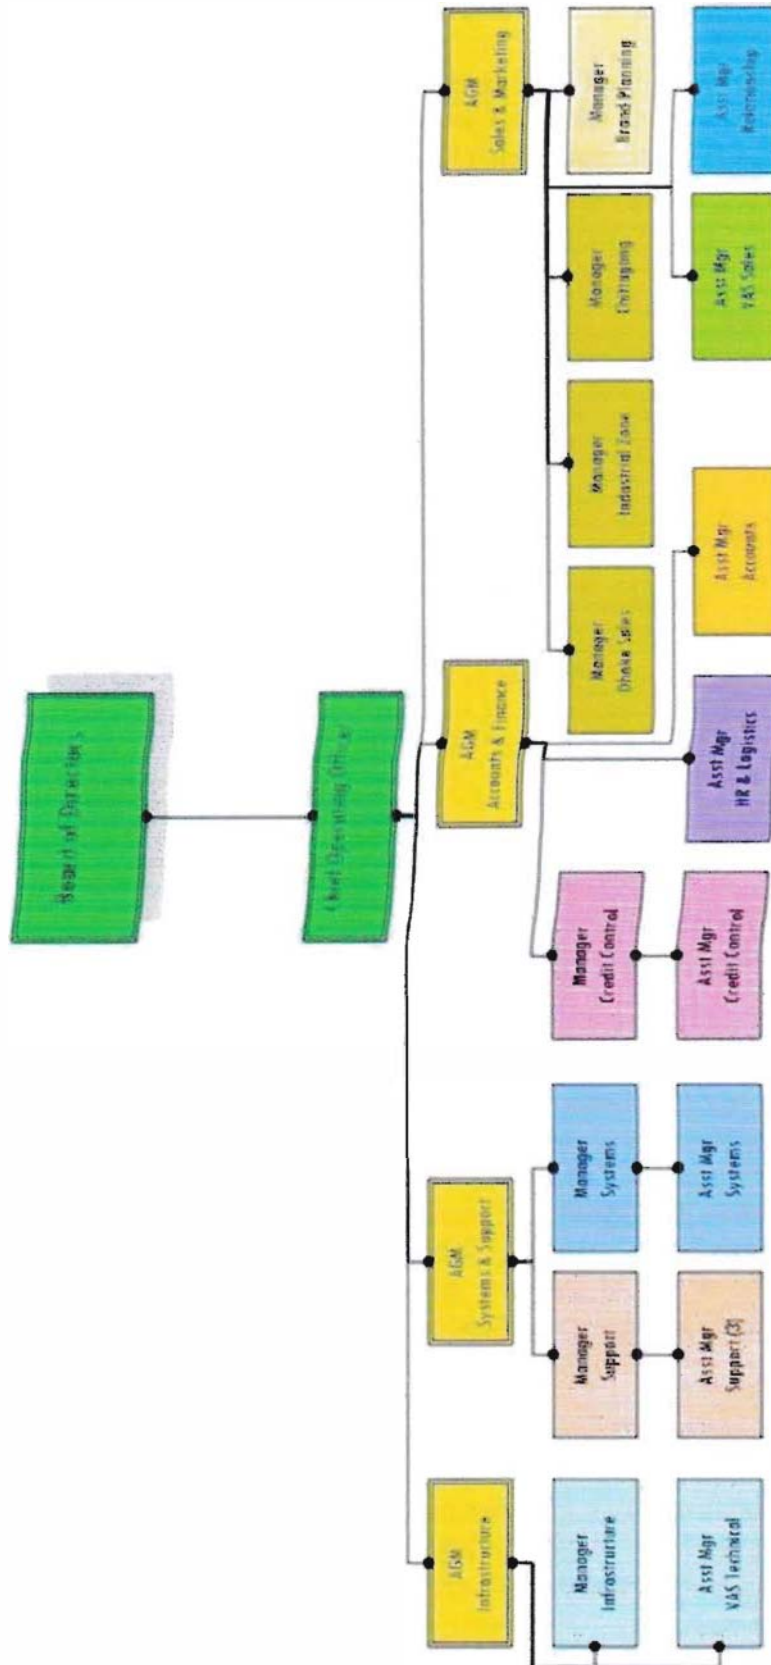 Board of Directors
Chief Operating Officer
AGM
Infrastructure
AGM
Systems & Support
AGM
Accounts & Finance
AGM
Sales & Marketing
Manager
Infrastructure
Manager
Support
Manager
Systems
Manager
Credit Control
Manager
Dhaka Sales
Manager
Industrial Zone
Manager
Chittagong
Manager
Brand Planning
Asst Mgr
VAS Technical
Asst Mgr
Support (3)
Asst Mgr
Systems
Asst Mgr
Credit Control
Asst Mgr
HR & Logistics
Asst Mgr
Accounts
Asst Mgr
VAS Sales
Asst Mgr
Relationship